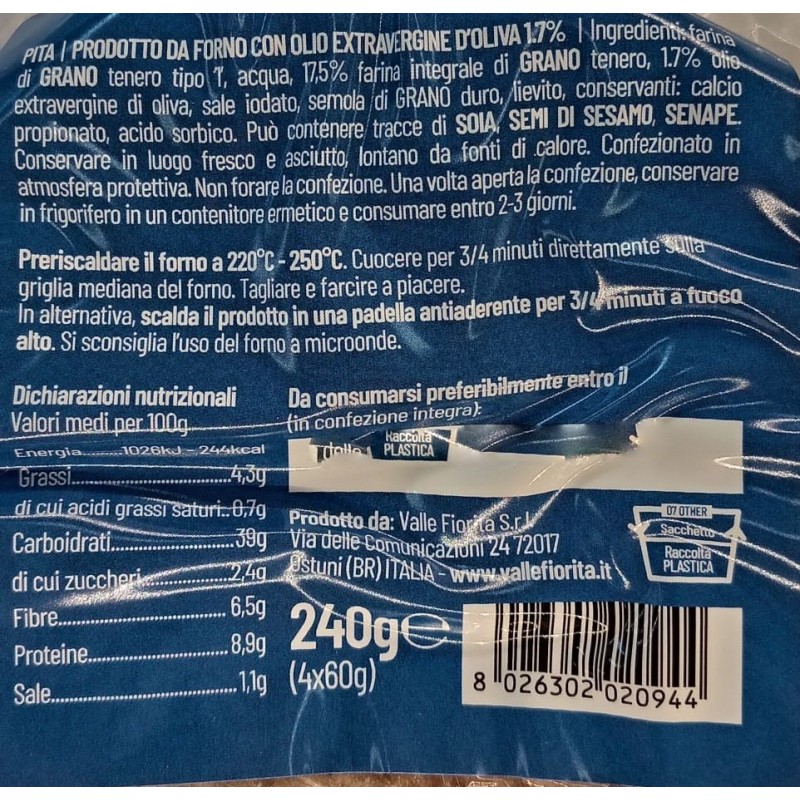 PITA | PRODOTTO DA FORNO CON OLIO EXTRAVERGINE D'OLIVA 1.7% | Ingredienti: farina
di GRANO tenero tipo '1', acqua, 17,5% farina integrale di GRANO tenero, 1.7% olio
extravergine di oliva, sale iodato, semola di GRANO duro, lievito, conservanti: calcio
propionato, acido sorbico. Può contenere tracce di SOIA, SEMI DI SESAMO, SENAPE.
Conservare in luogo fresco e asciutto, lontano da fonti di calore. Confezionato in
atmosfera protettiva. Non forare la confezione. Una volta aperta la confezione, conservare
in frigorifero in un contenitore ermetico e consumare entro 2-3 giorni.
Preriscaldare il forno a 220°C - 250°C. Cuocere per 3/4 minuti direttamente sulla
griglia mediana del forno. Tagliare e farcire a piacere.
In alternativa, scalda il prodotto in una padella antiaderente per 3/4 minuti a fuoco
alto. Si sconsiglia l'uso del forno a microonde.
Dichiarazioni nutrizionali
Valori medi per 100g
Energia..........1026kJ - 244kcal
Grassi..........4,3g
di cui acidi grassi saturi..0,7g
Carboidrati..........39g
di cui zuccheri..........2,4g
Fibre..........6,5g
Proteine..........8,9g
Sale..........1,1g
Da consumarsi preferibilmente entro il
(in confezione integra):
Raccolta
PLASTICA
Prodotto da: Valle Fiorita S.r.l.
Via delle Comunicazioni 24 72017
Ostuni (BR) ITALIA - www.vallefiorita.it
07 OTHER
Sacchetto
Raccolta
PLASTICA
240g e
(4x60g)
8 026302 020944